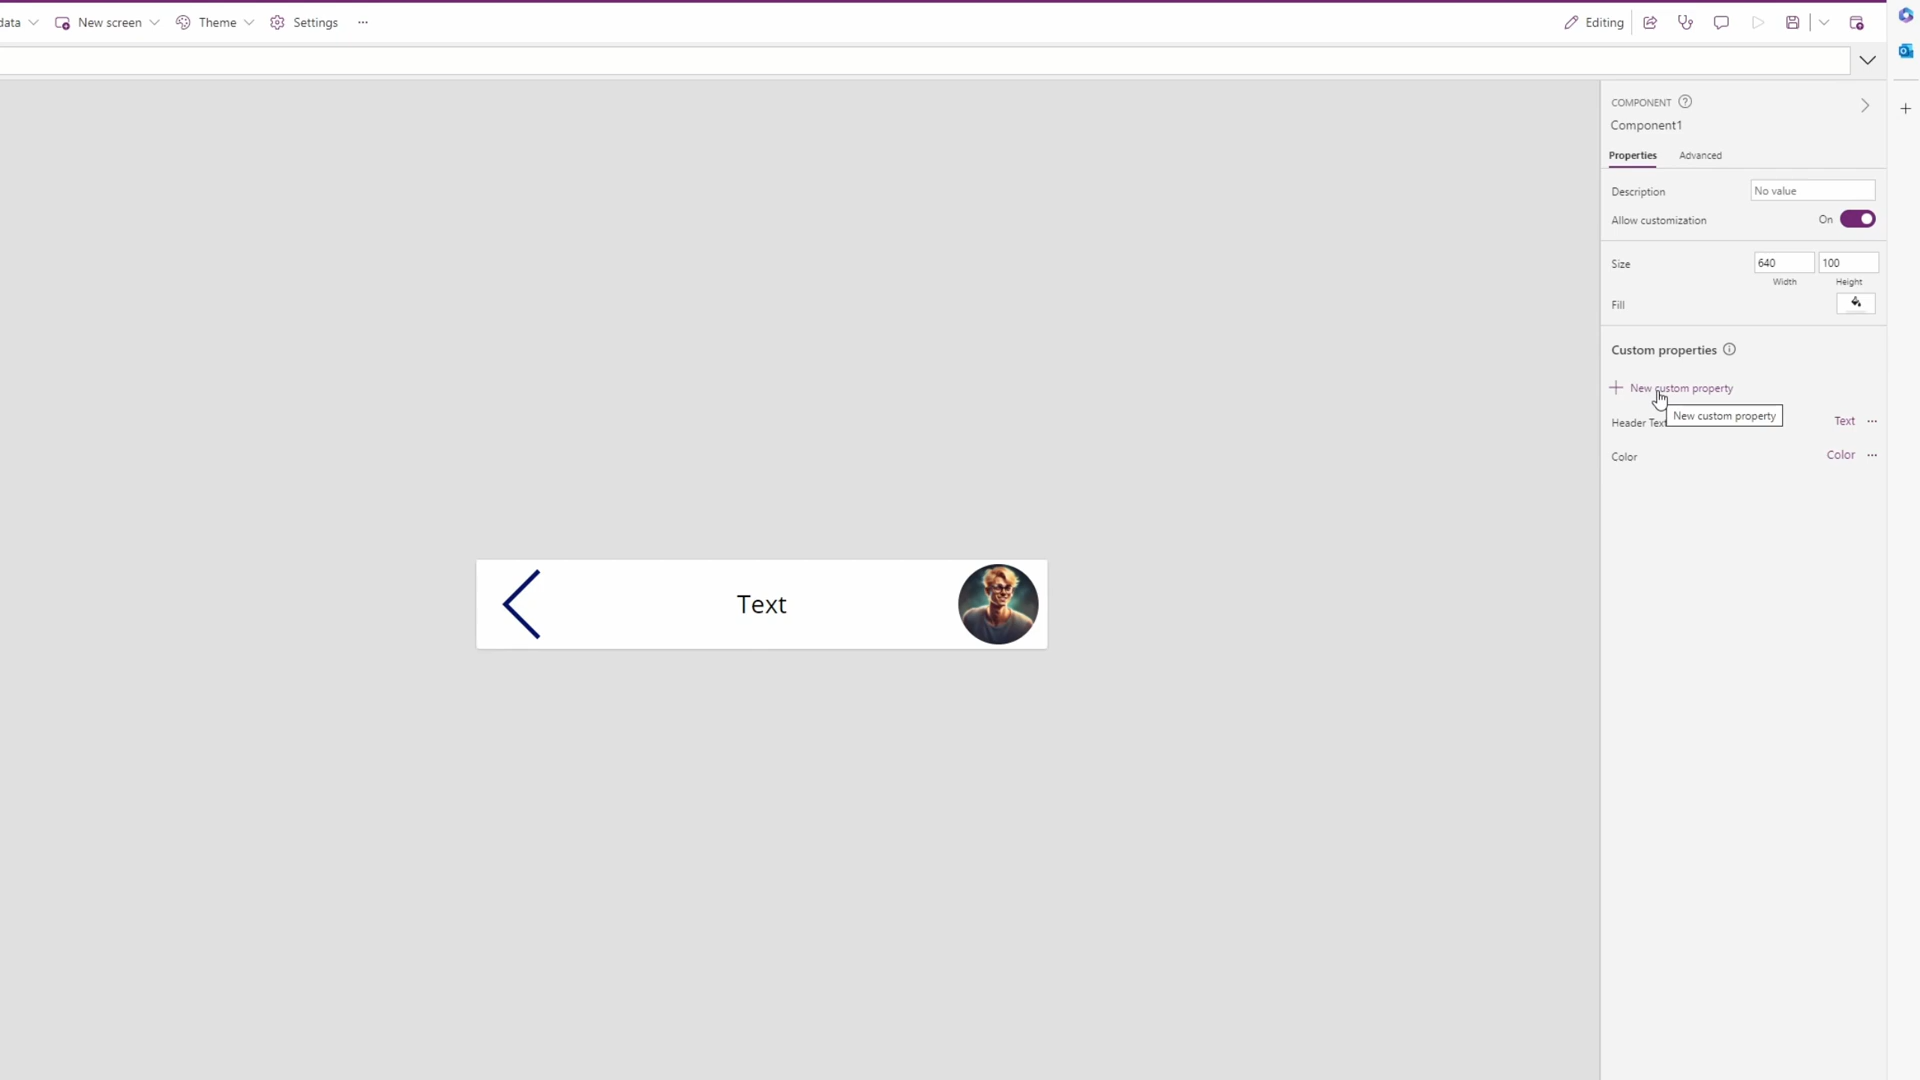 data New screen Theme Settings ... Editing
COMPONENT ?
Component1
Properties Advanced
Description No value
Allow customization On
Size 640 100
Width Height
Fill
Custom properties
New custom property
New custom property
Header Text Text ...
Color Color ...
Text